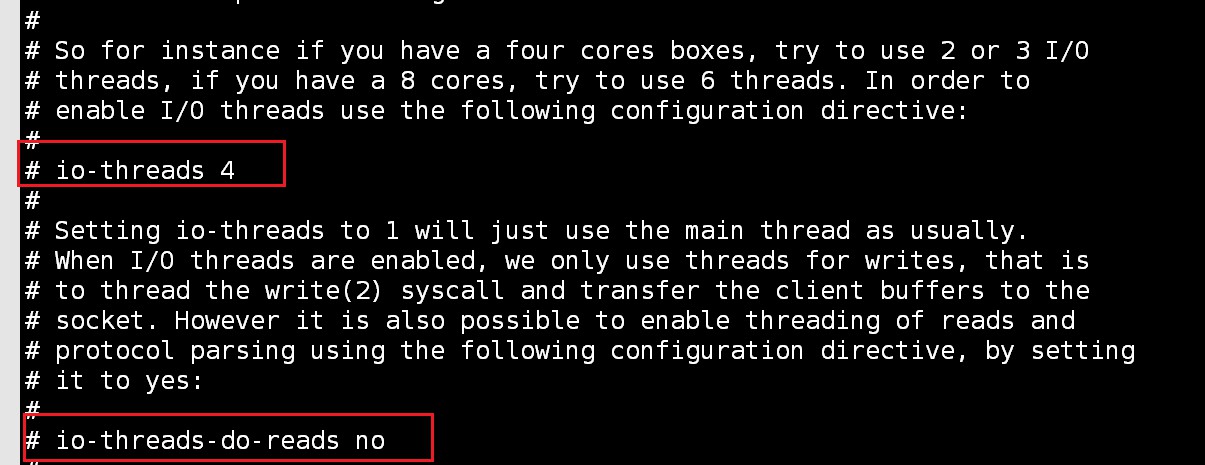 #
# So for instance if you have a four cores boxes, try to use 2 or 3 I/O
# threads, if you have a 8 cores, try to use 6 threads. In order to
# enable I/O threads use the following configuration directive:
#
# io-threads 4
#
# Setting io-threads to 1 will just use the main thread as usually.
# When I/O threads are enabled, we only use threads for writes, that is
# to thread the write(2) syscall and transfer the client buffers to the
# socket. However it is also possible to enable threading of reads and
# protocol parsing using the following configuration directive, by setting
# it to yes:
#
# io-threads-do-reads no
#